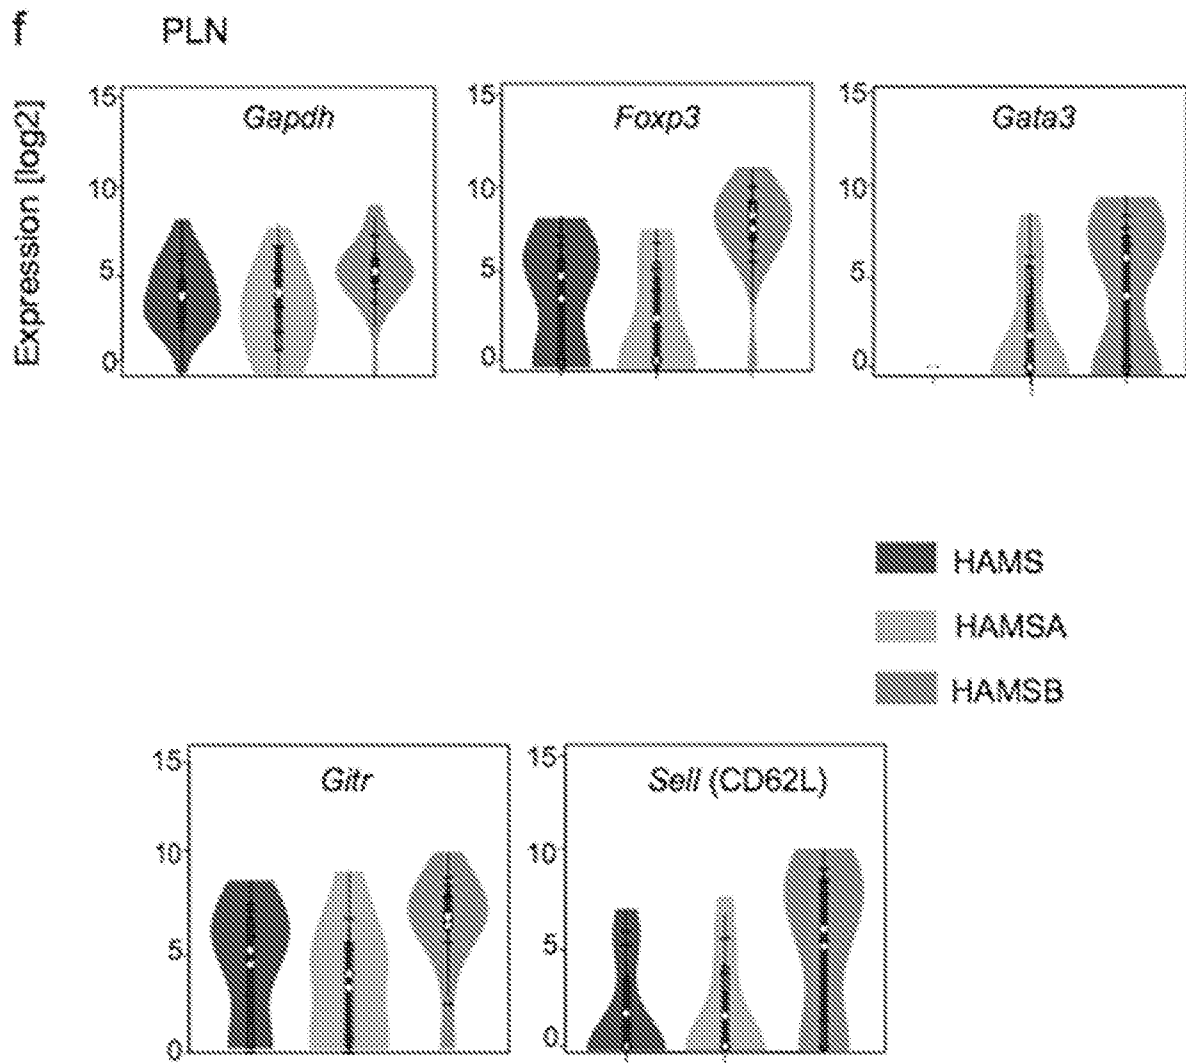 f PLN
Expression [log2]
15 10 5 0
Gapdh
15 10 5 0
Foxp3
15 10 5 0
Gata3
HAMS
HAMSA
HAMSB
15 10 5 0
Gitr
15 10 5 0
Sell (CD62L)